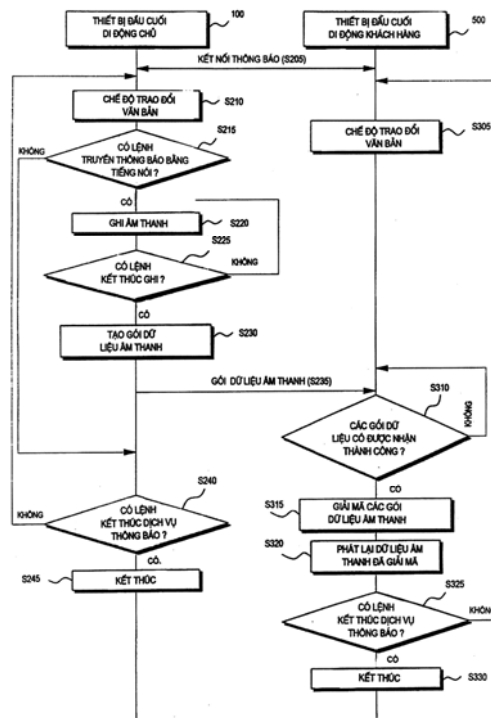 THIẾT BỊ ĐẦU CUỐI
DI ĐỘNG CHỦ
100
THIẾT BỊ ĐẦU CUỐI
DI ĐỘNG KHÁCH HÀNG
500
KẾT NỐI THÔNG BÁO (S205)
CHẾ ĐỘ TRAO ĐỔI
VĂN BẢN
S210
CHẾ ĐỘ TRAO ĐỔI
VĂN BẢN
S305
S215
KHÔNG
CÓ LỆNH
TRUYỀN THÔNG BÁO BẰNG
TIẾNG NÓI ?
CÓ
GHI ÂM THANH
S220
S225
CÓ LỆNH
KẾT THÚC GHI ?
KHÔNG
CÓ
TẠO GÓI DỮ
LIỆU ÂM THANH
S230
GÓI DỮ LIỆU ÂM THANH (S235)
S310
KHÔNG
CÁC GÓI DỮ
LIỆU CÓ ĐƯỢC NHẬN
THÀNH CÔNG ?
CÓ
S240
KHÔNG
CÓ LỆNH
KẾT THÚC DỊCH VỤ
THÔNG BÁO ?
CÓ.
S245
KẾT THÚC
S315
GIẢI MÃ CÁC GÓI
DỮ LIỆU ÂM THANH
S320
PHÁT LẠI DỮ LIỆU ÂM
THANH ĐÃ GIẢI MÃ
S325
CÓ LỆNH
KẾT THÚC DỊCH VỤ
THÔNG BÁO ?
KHÔNG
CÓ
KẾT THÚC
S330